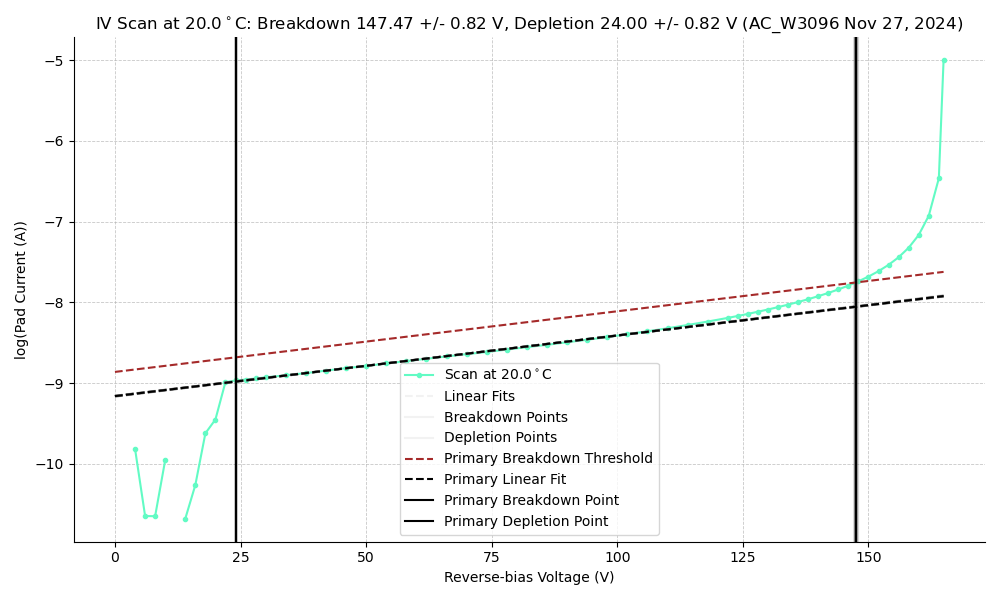 IV Scan at 20.0°C: Breakdown 147.47 +/- 0.82 V, Depletion 24.00 +/- 0.82 V (AC_W3096 Nov 27, 2024)
log(Pad Current (A))
−5
−6
−7
−8
−9
−10
Scan at 20.0°C
Linear Fits
Breakdown Points
Depletion Points
Primary Breakdown Threshold
Primary Linear Fit
Primary Breakdown Point
Primary Depletion Point
0 25 50 75 100 125 150
Reverse-bias Voltage (V)